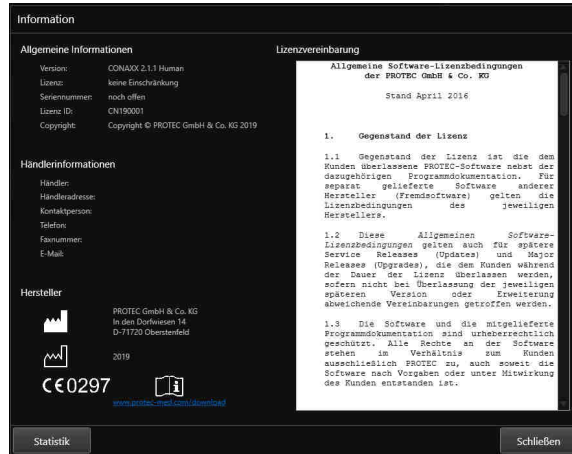 Information
Allgemeine Informationen
Version: CONAXX 2.1.1 Human
Lizenz: keine Einschränkung
Seriennummer: noch offen
Lizenz ID: CN190001
Copyright: Copyright © PROTEC GmbH & Co. KG 2019
Händlerinformationen
Händler:
Händleradresse:
Kontaktperson:
Telefon:
Faxnummer:
E-Mail:
Hersteller
PROTEC GmbH & Co. KG
In den Dorfwiesen 14
D-71720 Oberstenfeld
2019
CE0297
www.protec-med.com/download
Lizenzvereinbarung
Allgemeine Software-Lizenzbedingungen
der PROTEC GmbH & Co. KG
Stand April 2016
1. Gegenstand der Lizenz
1.1 Gegenstand der Lizenz ist die dem
Kunden überlassene PROTEC-Software nebst der
dazugehörigen Programmdokumentation. Für
separat gelieferte Software anderer
Hersteller (Fremdsoftware) gelten die
Lizenzbedingungen des jeweiligen
Herstellers.
1.2 Diese Allgemeinen Software-
Lizenzbedingungen gelten auch für spätere
Service Releases (Updates) und Major
Releases (Upgrades), die dem Kunden während
der Dauer der Lizenz überlassen werden,
sofern nicht bei Überlassung der jeweiligen
späteren Version oder Erweiterung
abweichende Vereinbarungen getroffen werden.
1.3 Die Software und die mitgelieferte
Programmdokumentation sind urheberrechtlich
geschützt. Alle Rechte an der Software
stehen im Verhältnis zum Kunden
ausschließlich PROTEC zu, auch soweit die
Software nach Vorgaben oder unter Mitwirkung
des Kunden entstanden ist.
Statistik
Schließen